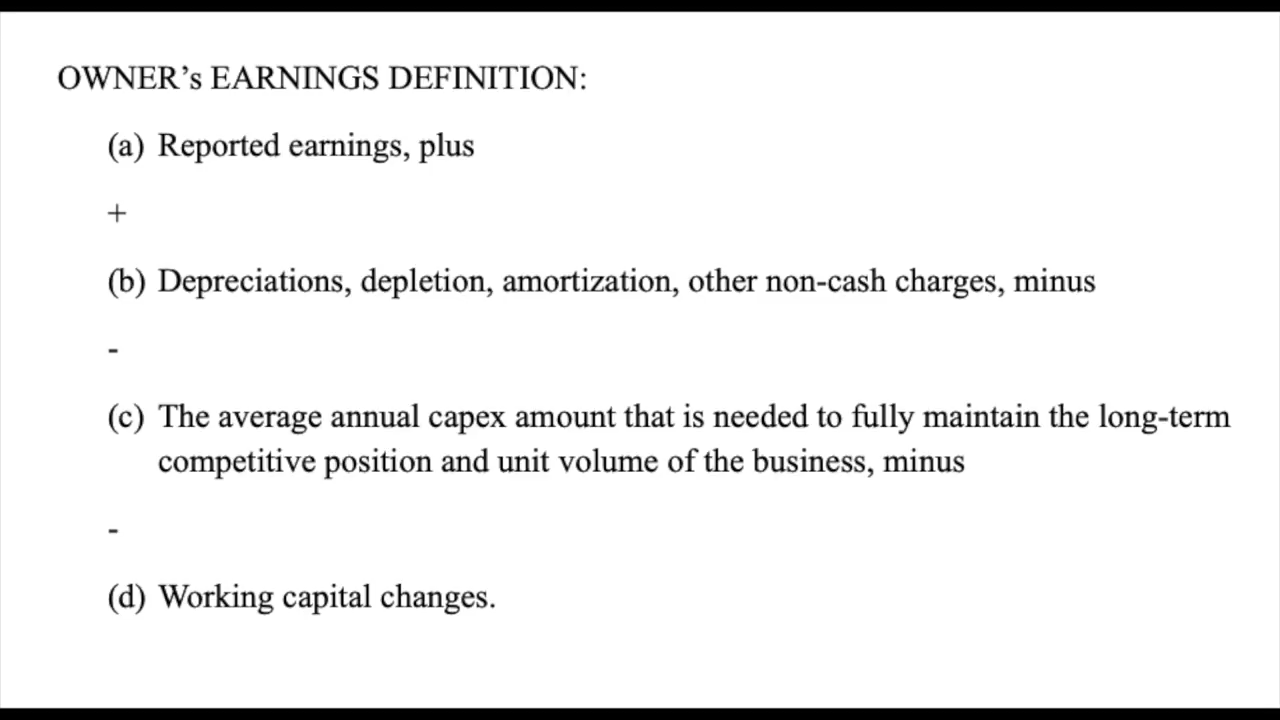 OWNER’s EARNINGS DEFINITION:
(a) Reported earnings, plus
+
(b) Depreciations, depletion, amortization, other non-cash charges, minus
-
(c) The average annual capex amount that is needed to fully maintain the long-term
competitive position and unit volume of the business, minus
-
(d) Working capital changes.